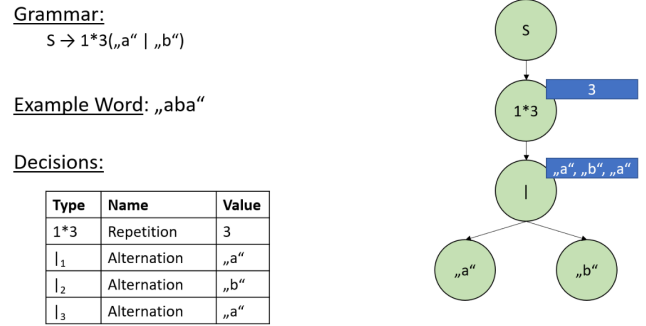 Grammar:
S → 1*3(„a“ | „b“)
Example Word: „aba“
Decisions:
Type Name Value
1*3 Repetition 3
|₁ Alternation „a“
|₂ Alternation „b“
|₃ Alternation „a“
S
3
1*3
„a“, „b“, „a“
|
„a“ „b“